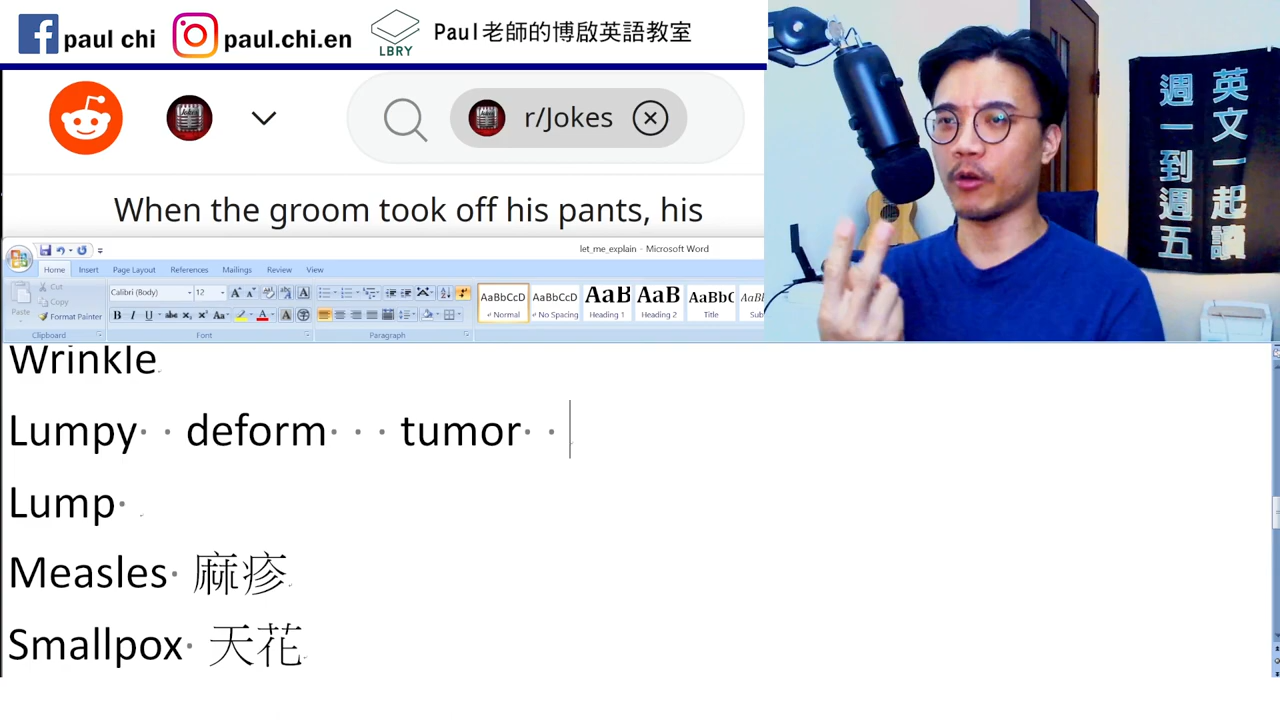 paul chi
paul.chi.en
LBRY
Paul老師的博啟英語教室
r/Jokes
When the groom took off his pants, his
let_me_explain - Microsoft Word
Home Insert Page Layout References Mailings Review View
Paste
Cut
Copy
Format Painter
Clipboard
Calibri (Body) 12
Font
Paragraph
AaBbCcD AaBbCcD AaBb AaBb AaBbC AaB
Normal No Spacing Heading 1 Heading 2 Title Sub
英文一起讀
週一到週五
Wrinkle
Lumpy deform tumor
Lump
Measles 麻疹
Smallpox 天花